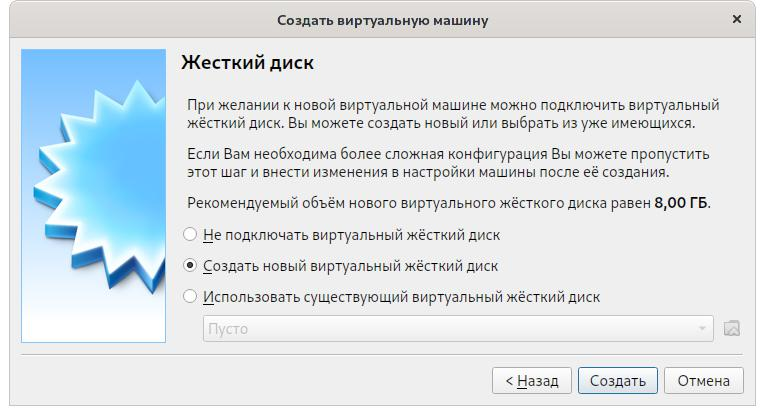 Создать виртуальную машину
Жесткий диск
При желании к новой виртуальной машине можно подключить виртуальный
жёсткий диск. Вы можете создать новый или выбрать из уже имеющихся.
Если Вам необходима более сложная конфигурация Вы можете пропустить
этот шаг и внести изменения в настройки машины после её создания.
Рекомендуемый объём нового виртуального жёсткого диска равен 8,00 ГБ.
Не подключать виртуальный жёсткий диск
Создать новый виртуальный жёсткий диск
Использовать существующий виртуальный жёсткий диск
Пусто
< Назад
Создать
Отмена